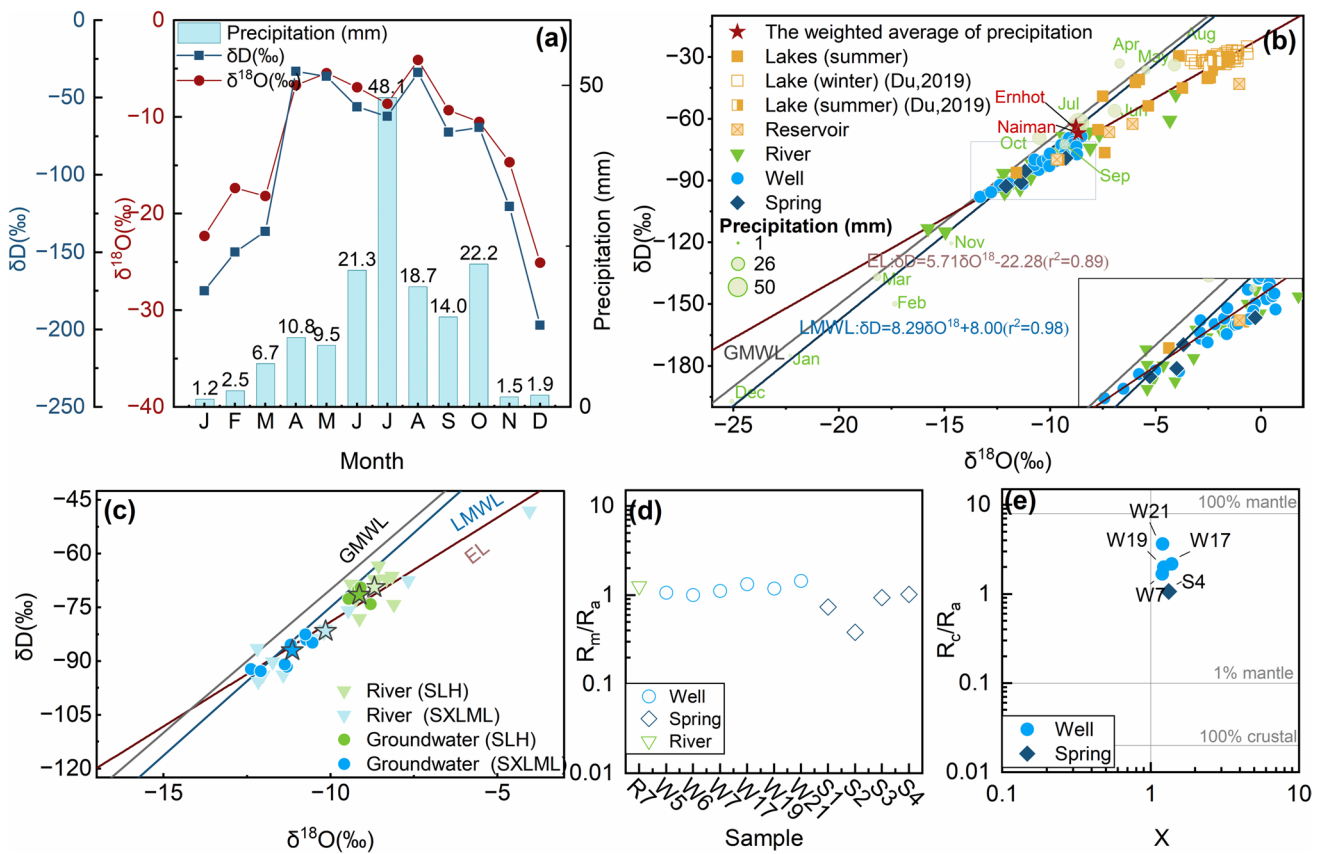 (a)
Precipitation (mm)
δD(‰)
δ¹⁸O(‰)
0
−50
−100
−150
−200
−250
δD(‰)
0
−10
−20
−30
−40
δ¹⁸O(‰)
1.2
2.5
6.7
10.8
9.5
21.3
48.1
18.7
14.0
22.2
1.5
1.9
J F M A M J J A S O N D
Month
50
0
Precipitation (mm)
(b)
The weighted average of precipitation
Lakes (summer)
Lake (winter) (Du,2019)
Lake (summer) (Du,2019)
Reservoir
River
Well
Spring
Precipitation (mm)
1
26
50
Apr
May
Aug
Jul
Jun
Oct
Sep
Nov
Mar
Feb
Jan
Dec
Ernhot
Naiman
EL:δD=5.71δO¹⁸-22.28(r²=0.89)
LMWL:δD=8.29δO¹⁸+8.00(r²=0.98)
GMWL
−30
−60
−90
−120
−150
−180
δD(‰)
−25 −20 −15 −10 −5 0
δ¹⁸O(‰)
(c)
GMWL
LMWL
EL
River (SLH)
River (SXLML)
Groundwater (SLH)
Groundwater (SXLML)
−45
−60
−75
−90
−105
−120
δD(‰)
−15 −10 −5
δ¹⁸O(‰)
(d)
10
1
0.1
0.01
Rm/Ra
Well
Spring
River
R7 W5 W6 W7 W17 W19 W21 S1 S2 S3 S4
Sample
(e)
100% mantle
W21
W19
W17
W7
S4
1% mantle
100% crustal
Well
Spring
10
1
0.1
0.01
Rc/Ra
0.1 1 10
X